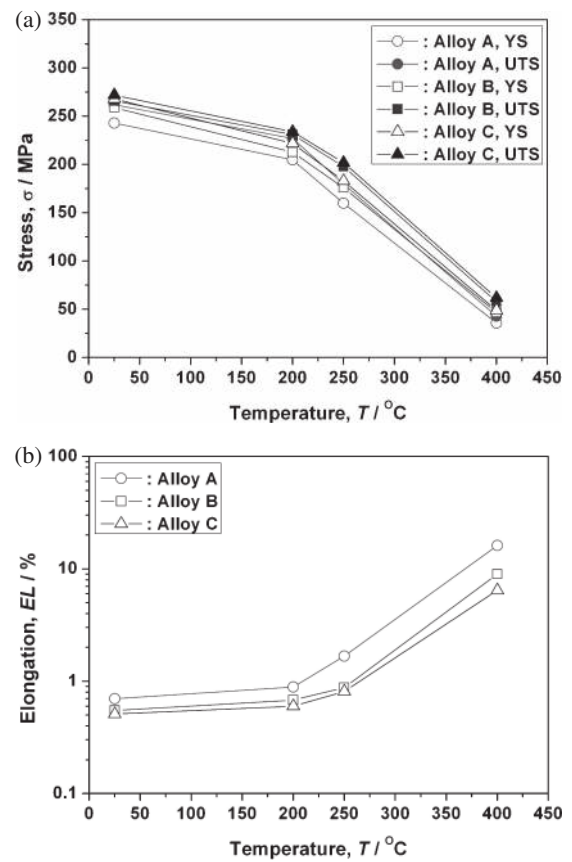 (a)
300
250
200
150
100
50
0
Stress, σ / MPa
: Alloy A, YS
: Alloy A, UTS
: Alloy B, YS
: Alloy B, UTS
: Alloy C, YS
: Alloy C, UTS
0 50 100 150 200 250 300 350 400 450
Temperature, T / °C
(b)
100
10
1
0.1
Elongation, EL / %
: Alloy A
: Alloy B
: Alloy C
0 50 100 150 200 250 300 350 400 450
Temperature, T / °C